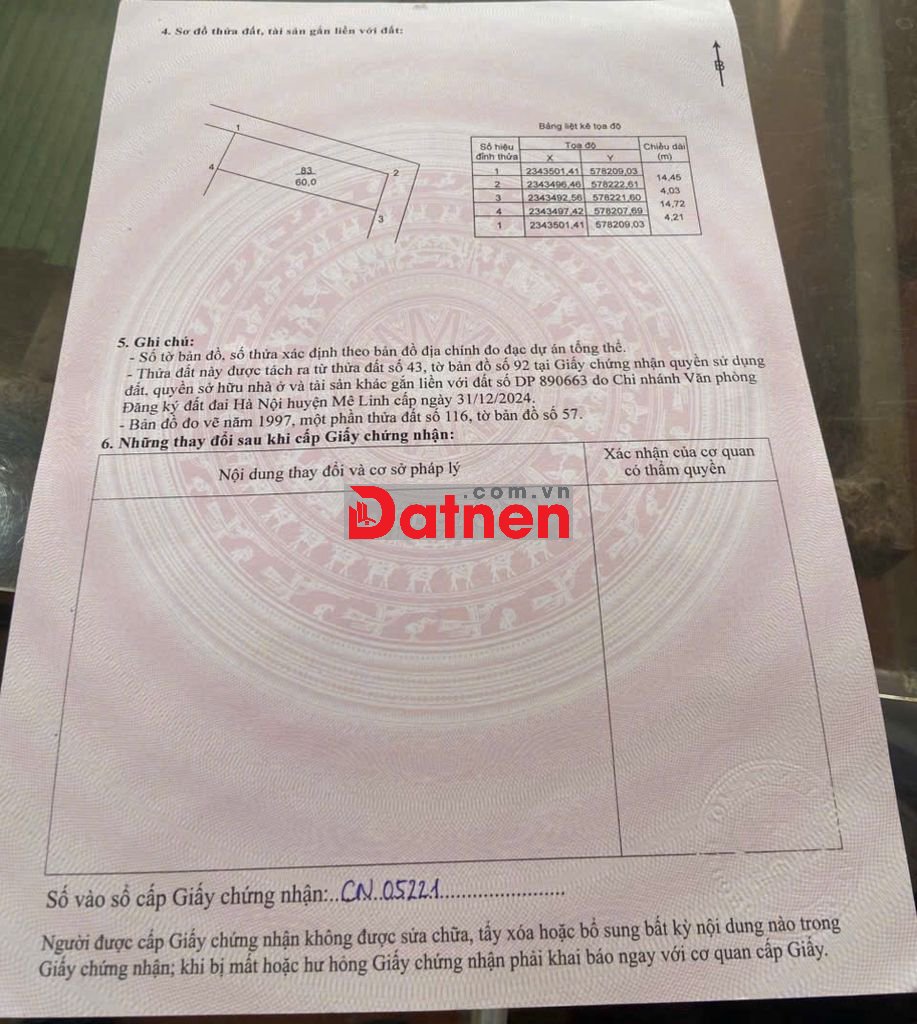 4. Sơ đồ thửa đất, tài sản gắn liền với đất:
B
1
2
3
4
83
60,0
Bảng liệt kê tọa độ
Số hiệu đỉnh thửa Tọa độ Chiều dài (m)
X Y
1 2343501,41 578209,03
14,45
2 2343496,46 578222,61
4,03
3 2343492,56 578221,60
14,72
4 2343497,42 578207,69
4,21
1 2343501,41 578209,03
5. Ghi chú:
- Số tờ bản đồ, số thửa xác định theo bản đồ địa chính đo đạc dự án tổng thể.
- Thửa đất này được tách ra từ thửa đất số 43, tờ bản đồ số 92 tại Giấy chứng nhận quyền sử dụng
đất, quyền sở hữu nhà ở và tài sản khác gắn liền với đất số DP 890663 do Chi nhánh Văn phòng
Đăng ký đất đai Hà Nội huyện Mê Linh cấp ngày 31/12/2024.
- Bản đồ đo vẽ năm 1997, một phần thửa đất số 116, tờ bản đồ số 57.
6. Những thay đổi sau khi cấp Giấy chứng nhận:
Nội dung thay đổi và cơ sở pháp lý
Xác nhận của cơ quan
có thẩm quyền
.com.vn
Datnen
Số vào sổ cấp Giấy chứng nhận:..CN.05221......................
Người được cấp Giấy chứng nhận không được sửa chữa, tẩy xóa hoặc bổ sung bất kỳ nội dung nào trong
Giấy chứng nhận; khi bị mất hoặc hư hỏng Giấy chứng nhận phải khai báo ngay với cơ quan cấp Giấy.